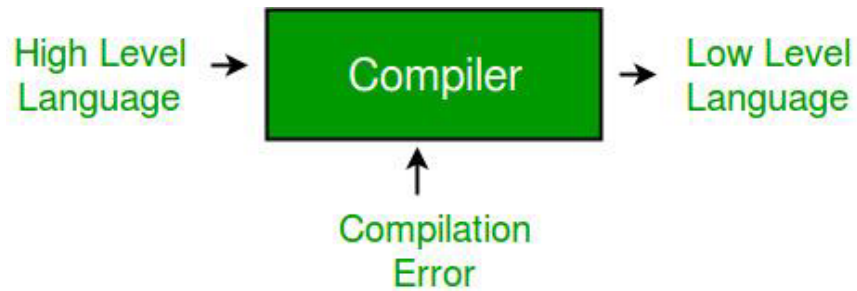 High Level
Language
Compiler
Low Level
Language
Compilation
Error